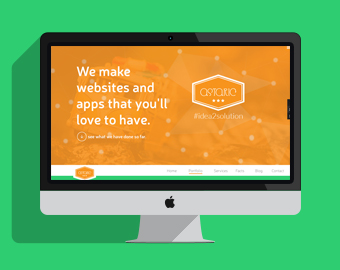 We make
websites and
apps that you'll
love to have.
see what we have done so far
#idea2solution
Home Portfolio Services Team Blog Contact